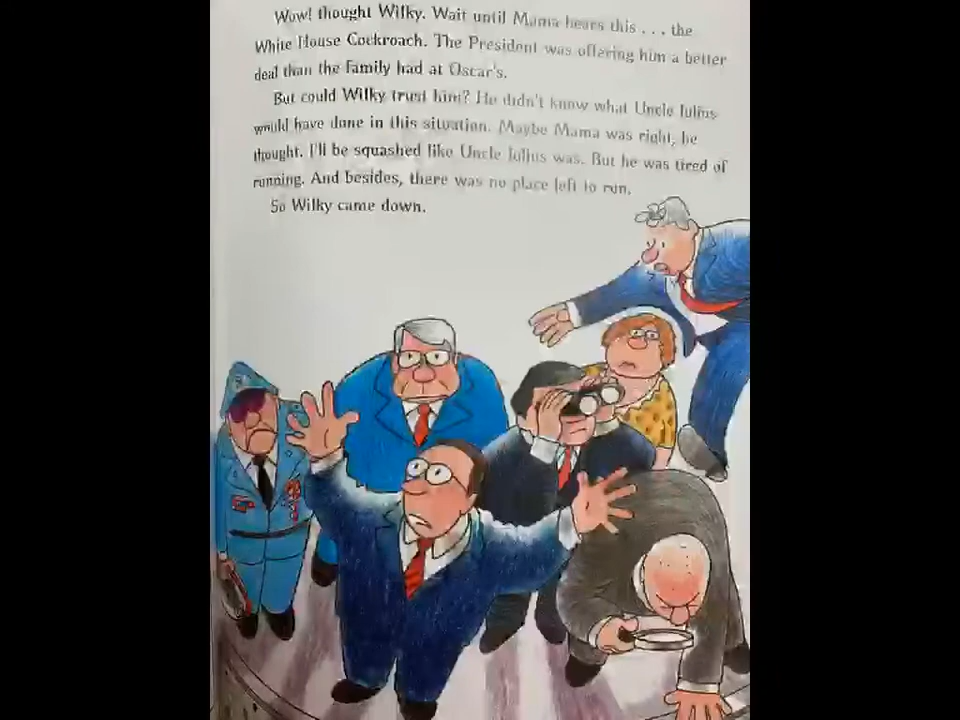 Wow! thought Wilky. Wait until Mama hears this . . . the
White House Cockroach. The President was offering him a better
deal than the family had at Oscar's.
But could Wilky trust him? He didn't know what Uncle Julius
would have done in this situation. Maybe Mama was right, he
thought. I'll be squashed like Uncle Julius was. But he was tired of
running. And besides, there was no place left to run.
So Wilky came down.